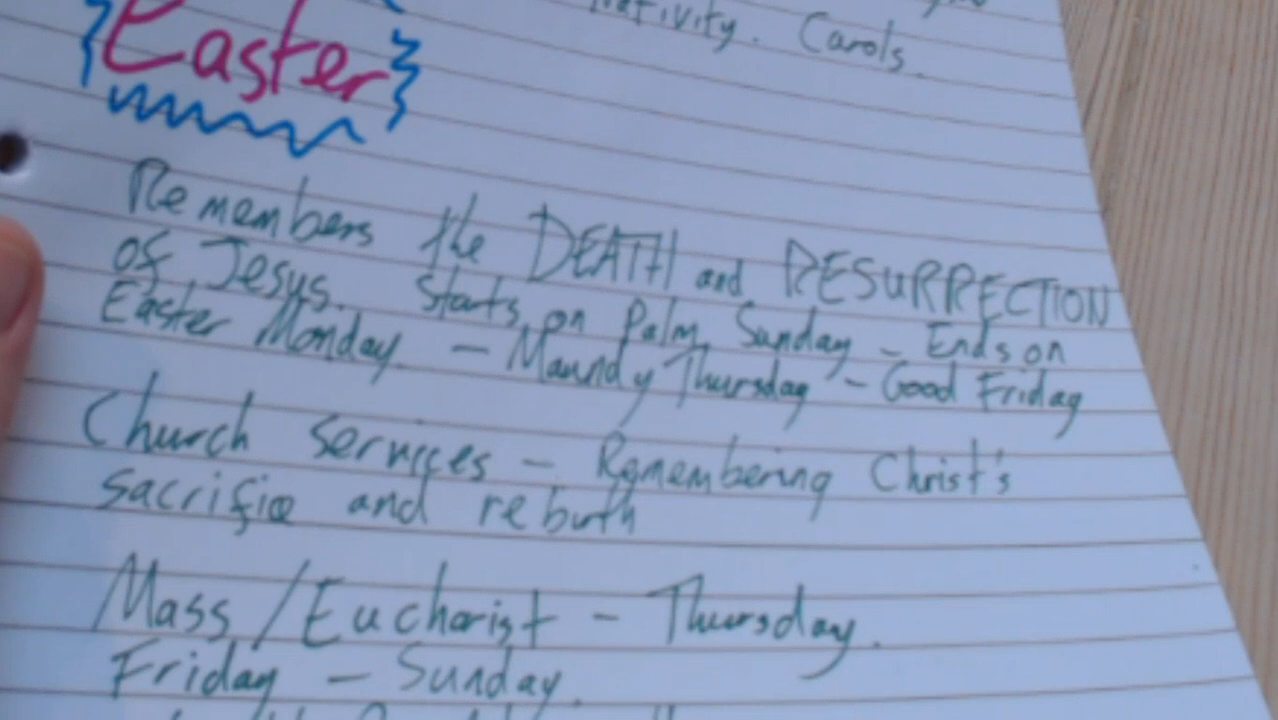 Nativity. Carols.
Easter
Remembers the DEATH and RESURRECTION
of Jesus. Starts on Palm Sunday - Ends on
Easter Monday. - Maundy Thursday - Good Friday
Church services - Remembering Christ's
sacrifice and rebirth
Mass/Eucharist - Thursday.
Friday - Sunday.